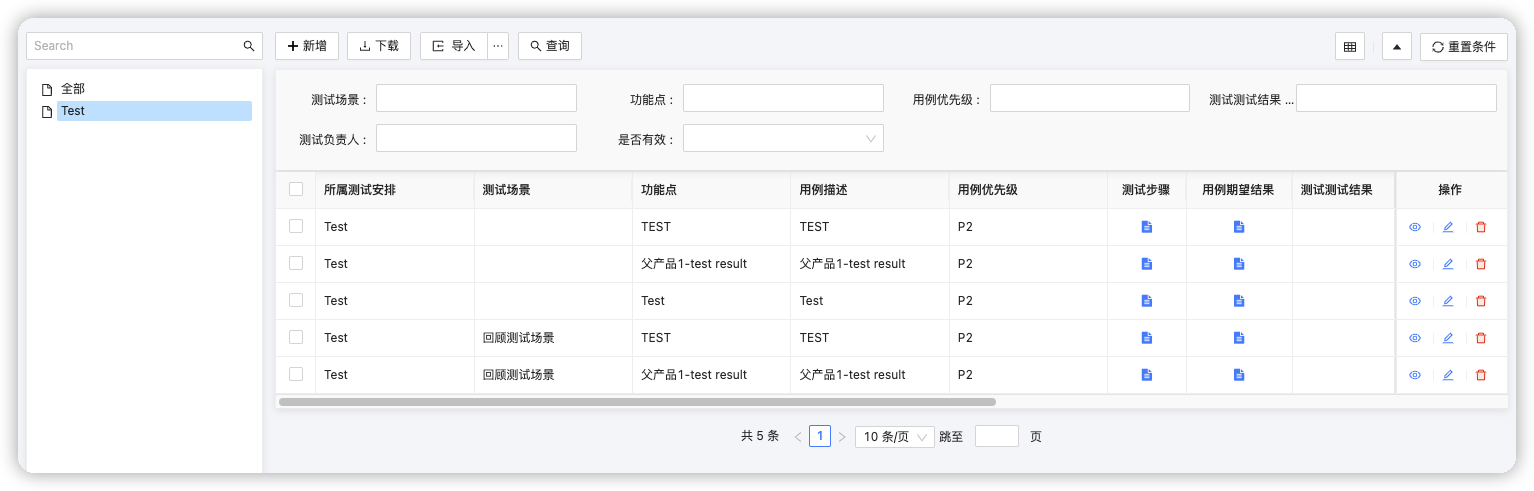 Search
新增 下载 导入 ··· 查询 重置条件
全部
Test
测试场景 : 功能点 : 用例优先级 : 测试测试结果 ...
测试负责人 : 是否有效 :
所属测试安排 测试场景 功能点 用例描述 用例优先级 测试步骤 用例期望结果 测试测试结果 操作
Test TEST TEST P2
Test 父产品1-test result 父产品1-test result P2
Test Test Test P2
Test 回顾测试场景 TEST TEST P2
Test 回顾测试场景 父产品1-test result 父产品1-test result P2
共 5 条 < 1 > 10 条/页 跳至 页